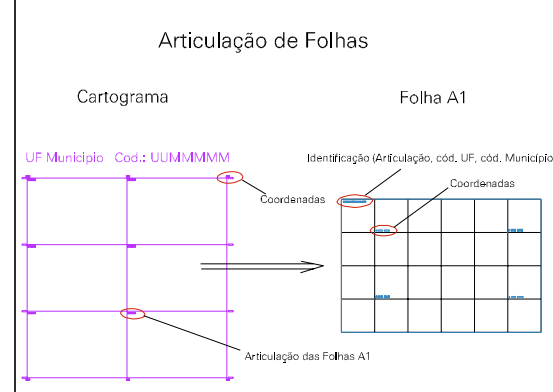 Articulação de Folhas
Cartograma
Folha A1
UF Municipio Cod.: UUMMMMM
Identificação (Articulação, cód. UF, cód. Município
Coordenadas
Coordenadas
Articulação das Folhas A1